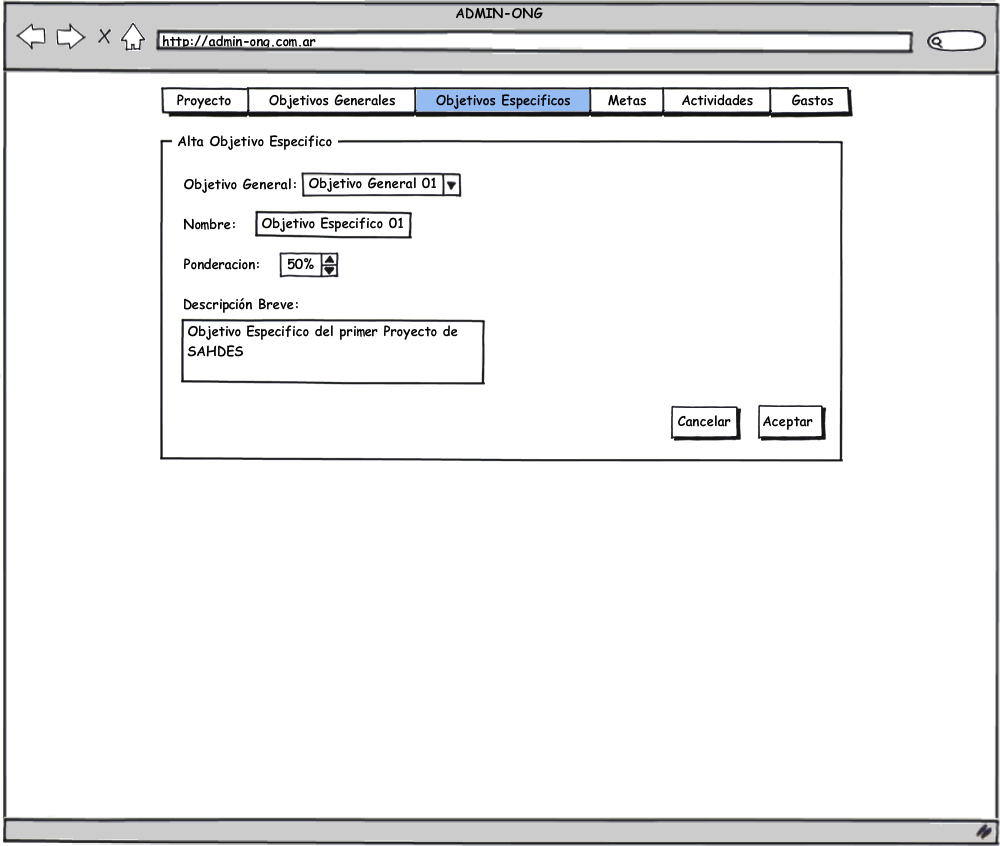 ADMIN-ONG
http://admin-ong.com.ar
Proyecto Objetivos Generales Objetivos Especificos Metas Actividades Gastos
Alta Objetivo Especifico
Objetivo General: Objetivo General 01
Nombre: Objetivo Especifico 01
Ponderacion: 50%
Descripción Breve:
Objetivo Especifico del primer Proyecto de
SAHDES
Cancelar Aceptar